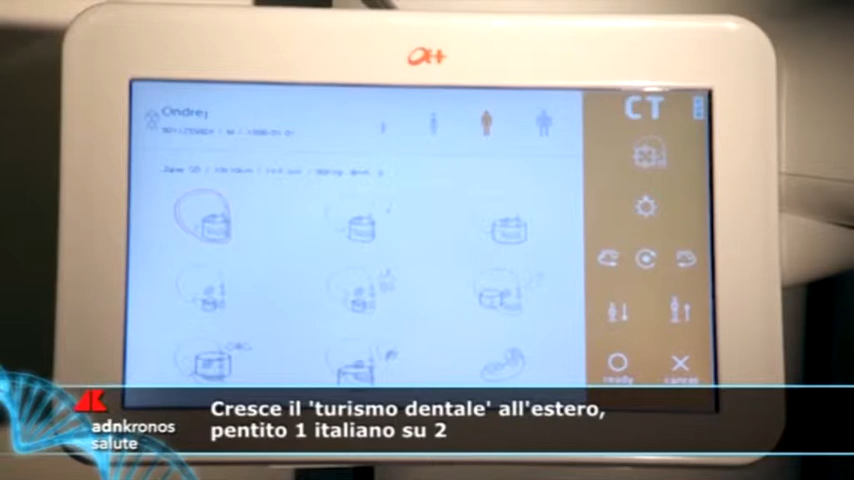 α+
CT
Ondrej
ready
cancel
Cresce il 'turismo dentale' all'estero,
pentito 1 italiano su 2
adnkronos
salute